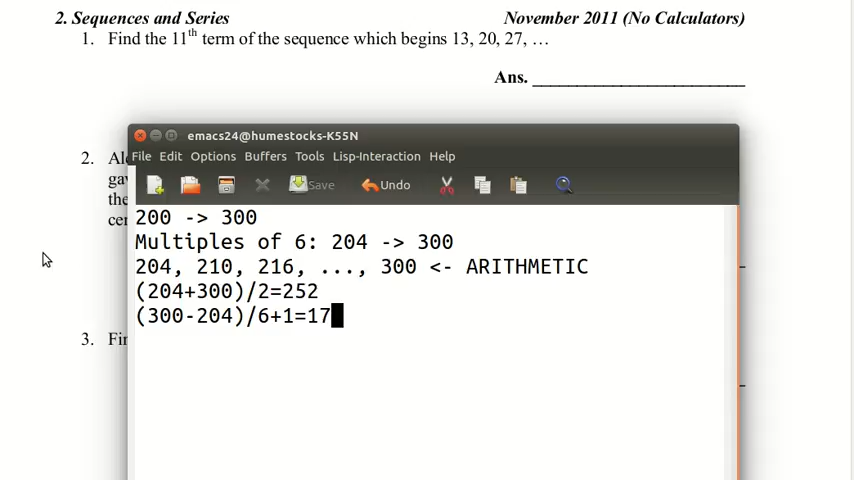 2. Sequences and Series November 2011 (No Calculators)
1. Find the 11th term of the sequence which begins 13, 20, 27, …
Ans. ______________________
emacs24@humestocks-K55N
File Edit Options Buffers Tools Lisp-Interaction Help
Save Undo
2.
the
3.
200 -> 300
Multiples of 6: 204 -> 300
204, 210, 216, ..., 300 <- ARITHMETIC
(204+300)/2=252
(300-204)/6+1=17